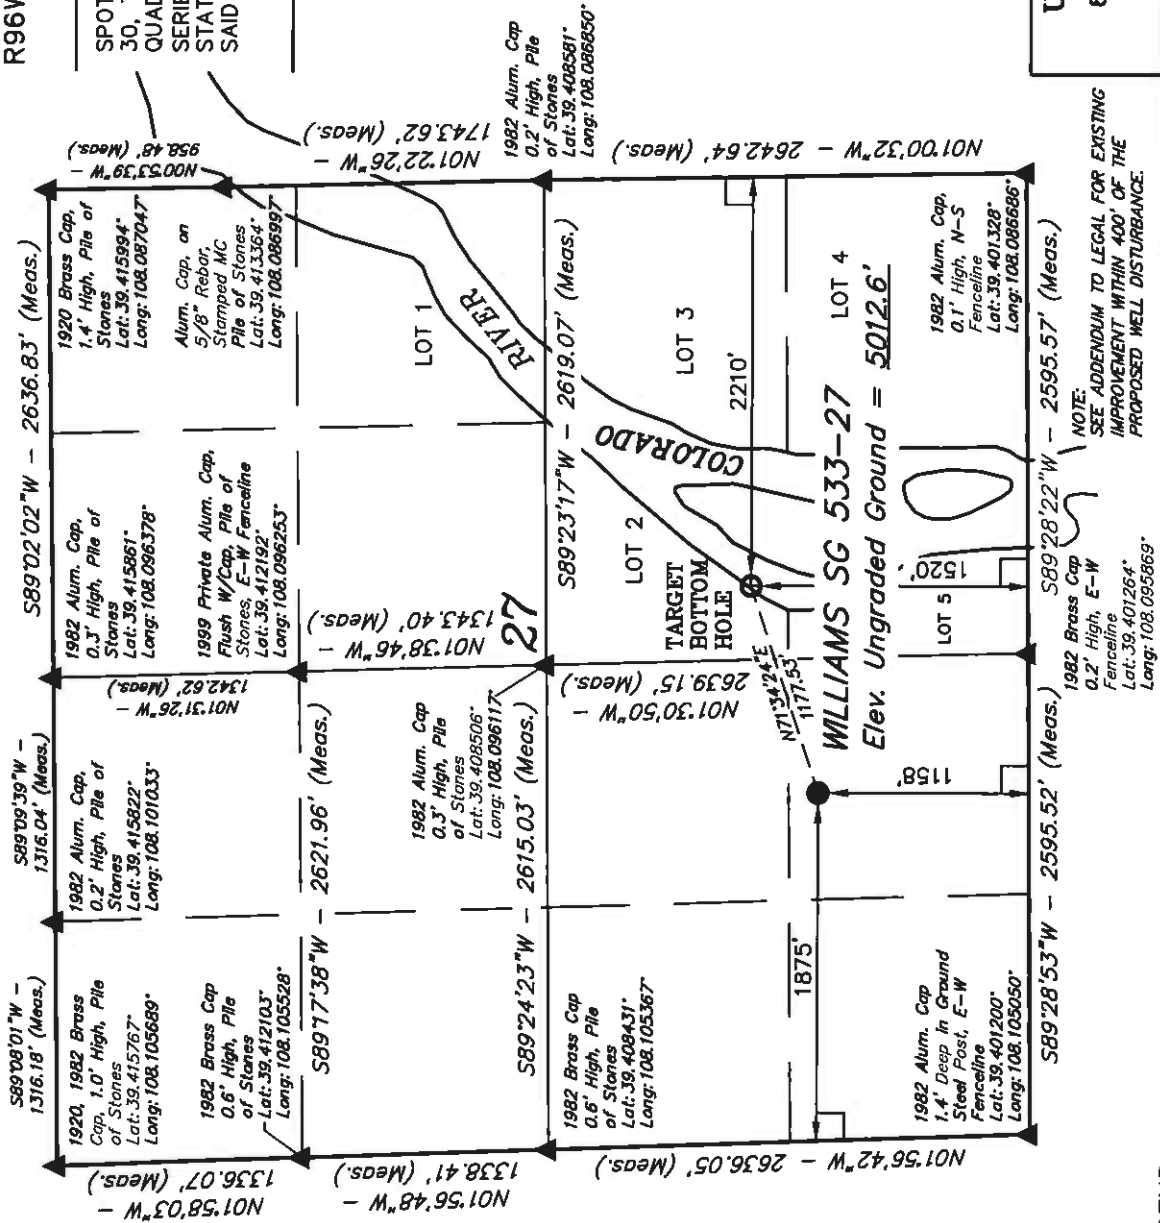 R96W
SPOT
30,
QUAD
SERIE
STAT
SAID
S89°08'01"W –
1316.18' (Meas.)
S89°09'39"W –
1316.04' (Meas.)
S89°02'02"W – 2636.83' (Meas.)
1920, 1982 Brass
Cap, 1.0' High, Pile
of Stones
Lat: 39.415767°
Long: 108.105689°
1982 Alum. Cap,
0.2' High, Pile of
Stones
Lat: 39.415822°
Long: 108.101033°
1982 Alum. Cap,
0.3' High, Pile of
Stones
Lat: 39.415861°
Long: 108.096378°
1920 Brass Cap,
1.4' High, Pile of
Stones
Lat: 39.415994°
Long: 108.087047°
N00°53'39"W –
958.48' (Meas.)
N01°58'03"W –
1336.07' (Meas.)
1982 Brass Cap
0.6' High, Pile
of Stones
Lat: 39.412103°
Long: 108.105528°
N01°31'26"W –
1342.62' (Meas.)
1999 Private Alum. Cap,
Flush W/Cap, Pile of
Stones, E–W Fenceline
Lat: 39.412192°
Long: 108.096253°
Alum. Cap, on
5/8" Rebar,
Stamped MC
Pile of Stones
Lat: 39.413364°
Long: 108.086997°
N01°22'26"W –
1743.62' (Meas.)
S89°17'38"W – 2621.96' (Meas.)
N01°56'48"W –
1338.41' (Meas.)
N01°38'46"W –
1343.40' (Meas.)
LOT 1
RIVER
1982 Alum. Cap
0.3' High, Pile
of Stones
Lat: 39.408506°
Long: 108.096117°
27
1982 Alum. Cap
0.2' High, Pile
of Stones
Lat: 39.408581°
Long: 108.086850°
S89°24'23"W – 2615.03' (Meas.)
S89°23'17"W – 2619.07' (Meas.)
1982 Brass Cap
0.6' High, Pile
of Stones
Lat: 39.408431°
Long: 108.105367°
N01°56'42"W – 2636.05' (Meas.)
N01°30'50"W –
2639.15' (Meas.)
LOT 2
COLORADO
LOT 3
N01°00'32"W – 2642.64' (Meas.)
TARGET
BOTTOM
HOLE
2210'
N71°34'24"E
1177.53'
LOT 4
WILLIAMS SG 533–27
Elev. Ungraded Ground = 5012.6'
1875'
1158'
1520'
LOT 5
1982 Alum. Cap
1.4' Deep In Ground
Steel Post, E–W
Fenceline
Lat: 39.401200°
Long: 108.105050°
1982 Alum. Cap,
0.1' High, N–S
Fenceline
Lat: 39.401328°
Long: 108.086686°
S89°28'53"W – 2595.52' (Meas.)
S89°28'22"W – 2595.57' (Meas.)
1982 Brass Cap
0.2' High, E–W
Fenceline
Lat: 39.401264°
Long: 108.095869°
NOTE:
SEE ADDENDUM TO LEGAL FOR EXISTING
IMPROVEMENT WITHIN 400' OF THE
PROPOSED WELL DISTURBANCE.